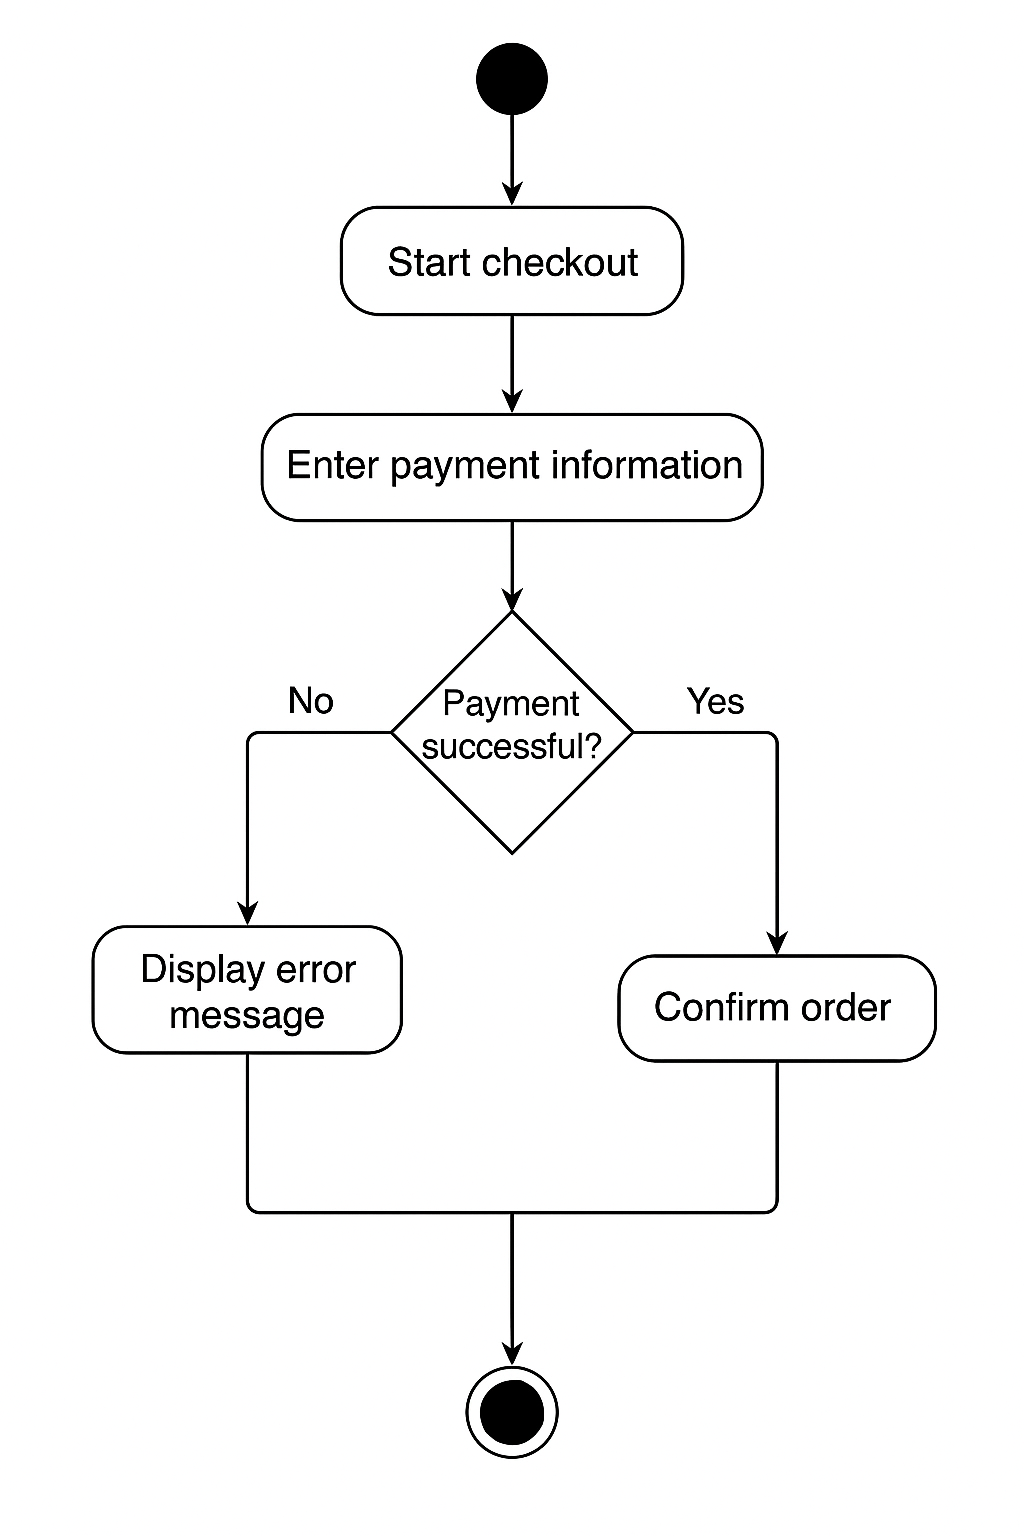 Start checkout
Enter payment information
Payment
successful?
No
Yes
Display error
message
Confirm order